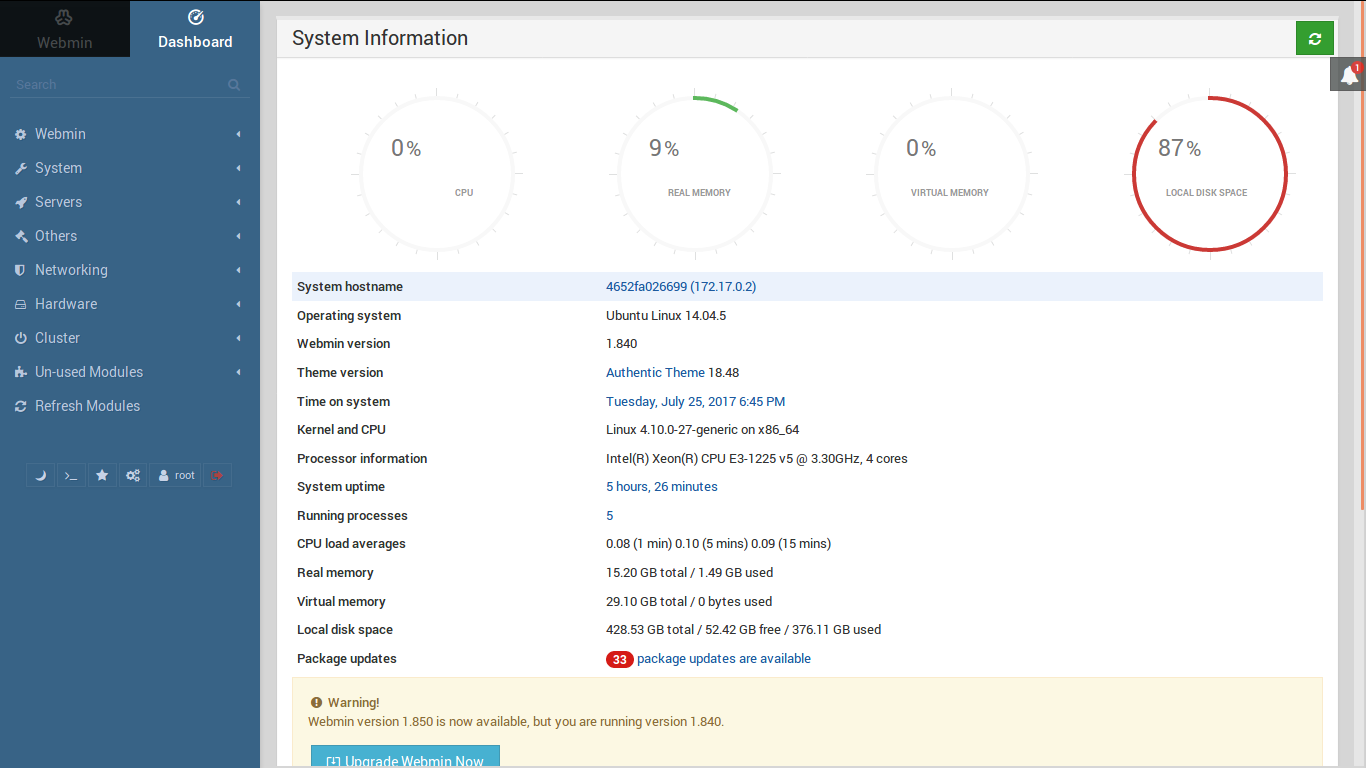 Webmin
Dashboard
Search
Webmin
System
Servers
Others
Networking
Hardware
Cluster
Un-used Modules
Refresh Modules
root
System Information
1
0%
CPU
9%
REAL MEMORY
0%
VIRTUAL MEMORY
87%
LOCAL DISK SPACE
System hostname 4652fa026699 (172.17.0.2)
Operating system Ubuntu Linux 14.04.5
Webmin version 1.840
Theme version Authentic Theme 18.48
Time on system Tuesday, July 25, 2017 6:45 PM
Kernel and CPU Linux 4.10.0-27-generic on x86_64
Processor information Intel(R) Xeon(R) CPU E3-1225 v5 @ 3.30GHz, 4 cores
System uptime 5 hours, 26 minutes
Running processes 5
CPU load averages 0.08 (1 min) 0.10 (5 mins) 0.09 (15 mins)
Real memory 15.20 GB total / 1.49 GB used
Virtual memory 29.10 GB total / 0 bytes used
Local disk space 428.53 GB total / 52.42 GB free / 376.11 GB used
Package updates 33 package updates are available
Warning!
Webmin version 1.850 is now available, but you are running version 1.840.
Upgrade Webmin Now